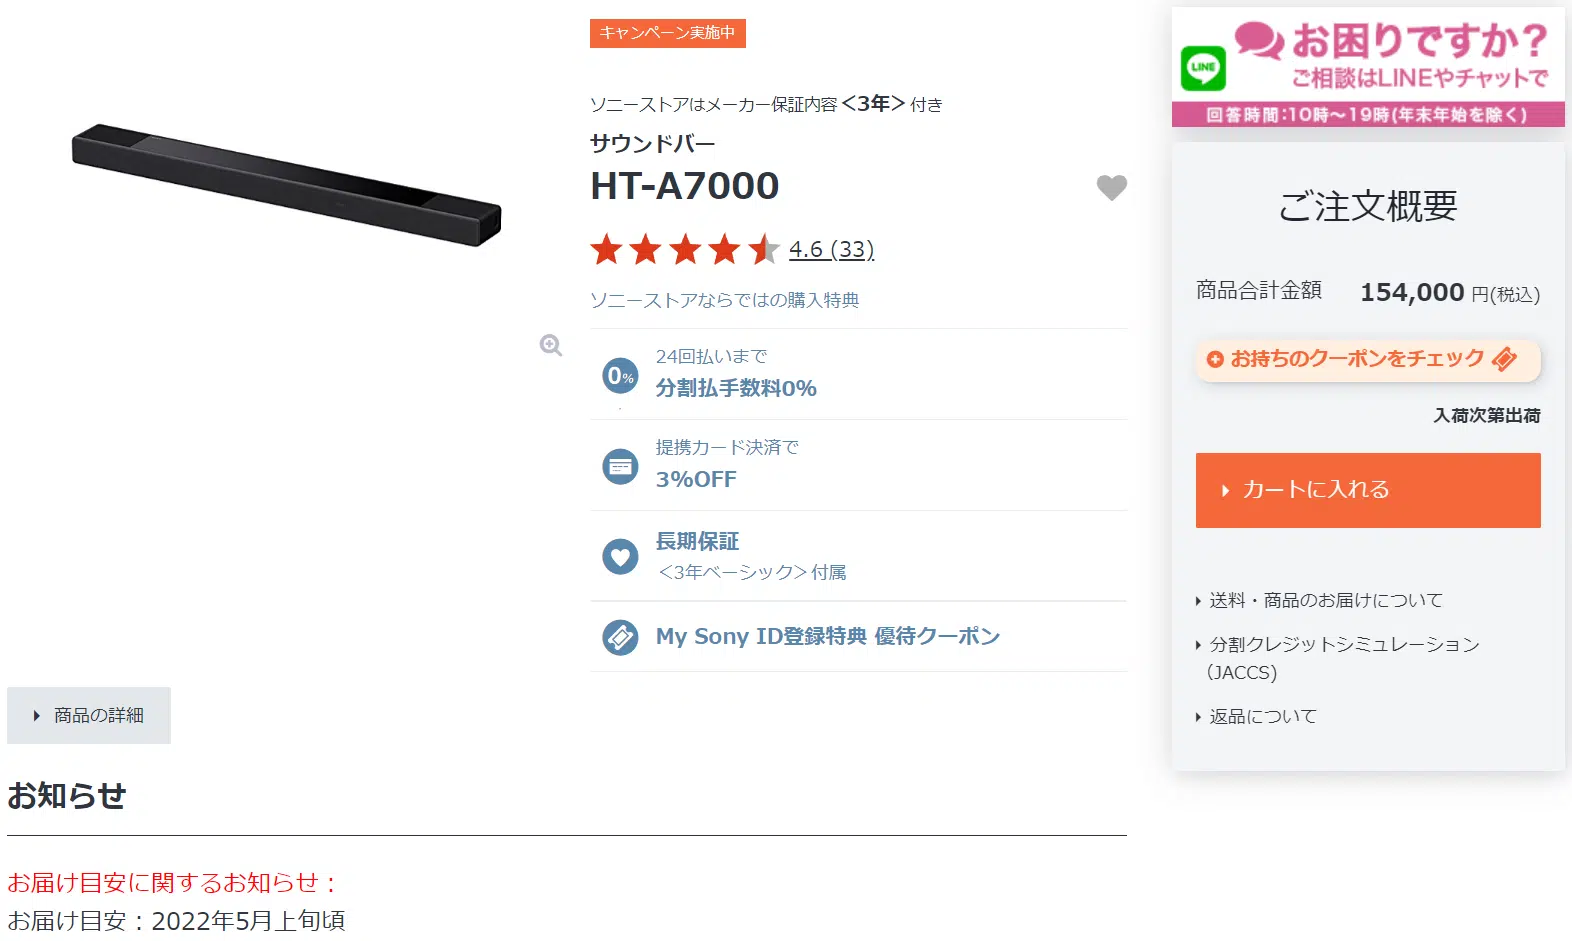 キャンペーン実施中
ソニーストアはメーカー保証内容<3年>付き
サウンドバー
HT-A7000
4.6 (33)
ソニーストアならではの購入特典
0%
24回払いまで
分割払手数料0%
提携カード決済で
3%OFF
長期保証
<3年ベーシック>付属
My Sony ID登録特典 優待クーポン
商品の詳細
お知らせ
お届け目安に関するお知らせ：
お届け目安：2022年5月上旬頃
LINE
お困りですか?
ご相談はLINEやチャットで
回答時間:10時～19時(年末年始を除く)
ご注文概要
商品合計金額 154,000 円(税込)
お持ちのクーポンをチェック
入荷次第出荷
カートに入れる
送料・商品のお届けについて
分割クレジットシミュレーション
（JACCS)
返品について